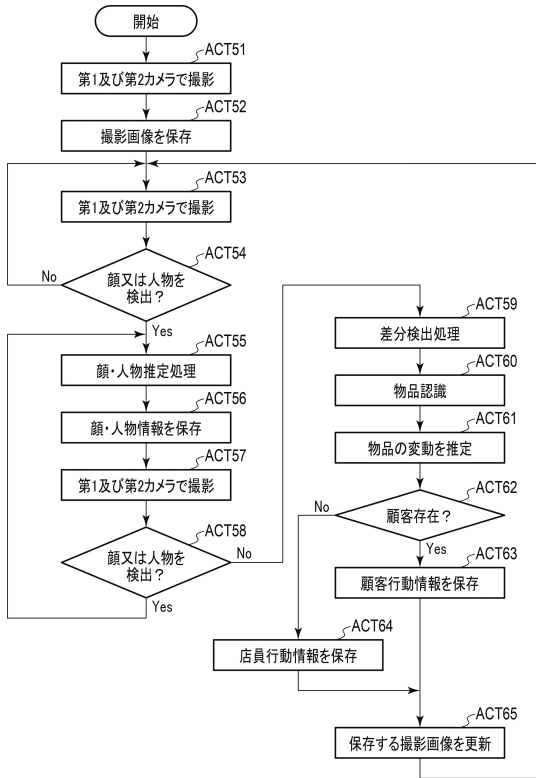 開始
ACT51
第1及び第2カメラで撮影
ACT52
撮影画像を保存
ACT53
第1及び第2カメラで撮影
ACT54
顔又は人物を
検出?
No
Yes
ACT55
顔・人物推定処理
ACT56
顔・人物情報を保存
ACT57
第1及び第2カメラで撮影
ACT58
顔又は人物を
検出?
No
Yes
ACT59
差分検出処理
ACT60
物品認識
ACT61
物品の変動を推定
ACT62
顧客存在?
No
Yes
ACT63
顧客行動情報を保存
ACT64
店員行動情報を保存
ACT65
保存する撮影画像を更新